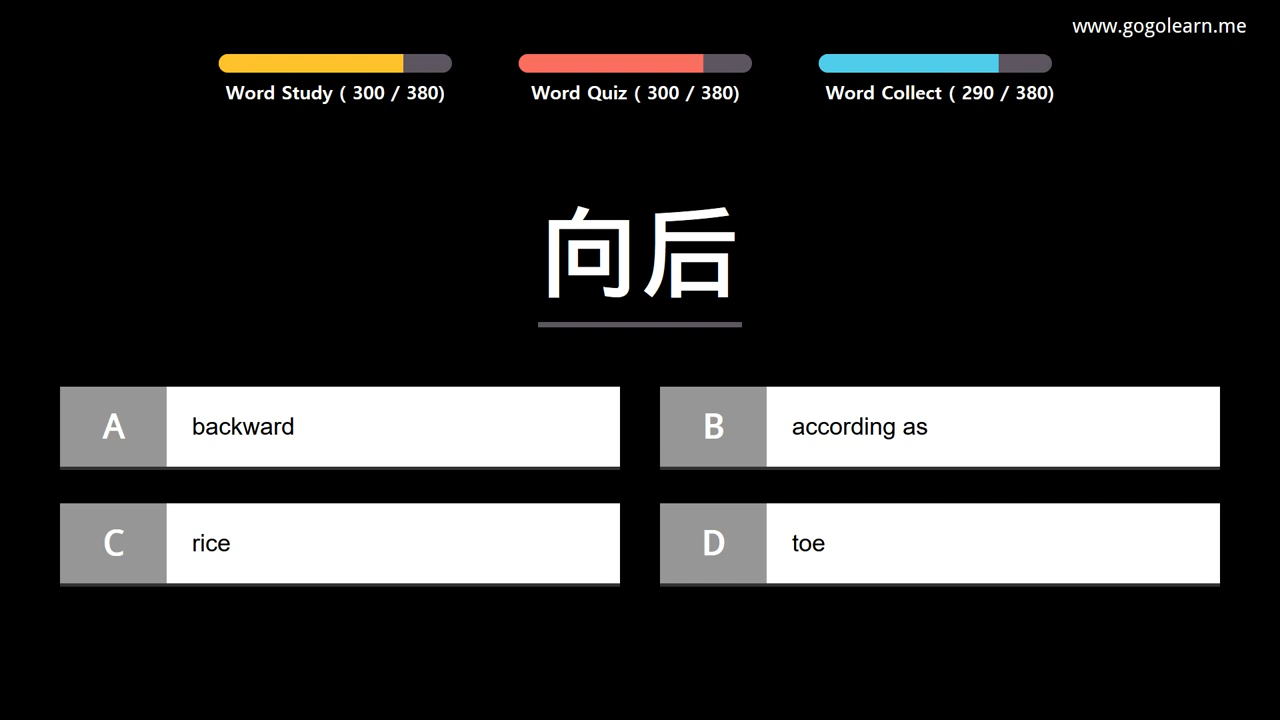 www.gogolearn.me
Word Study ( 300 / 380)
Word Quiz ( 300 / 380)
Word Collect ( 290 / 380)
向后
A backward
B according as
C rice
D toe